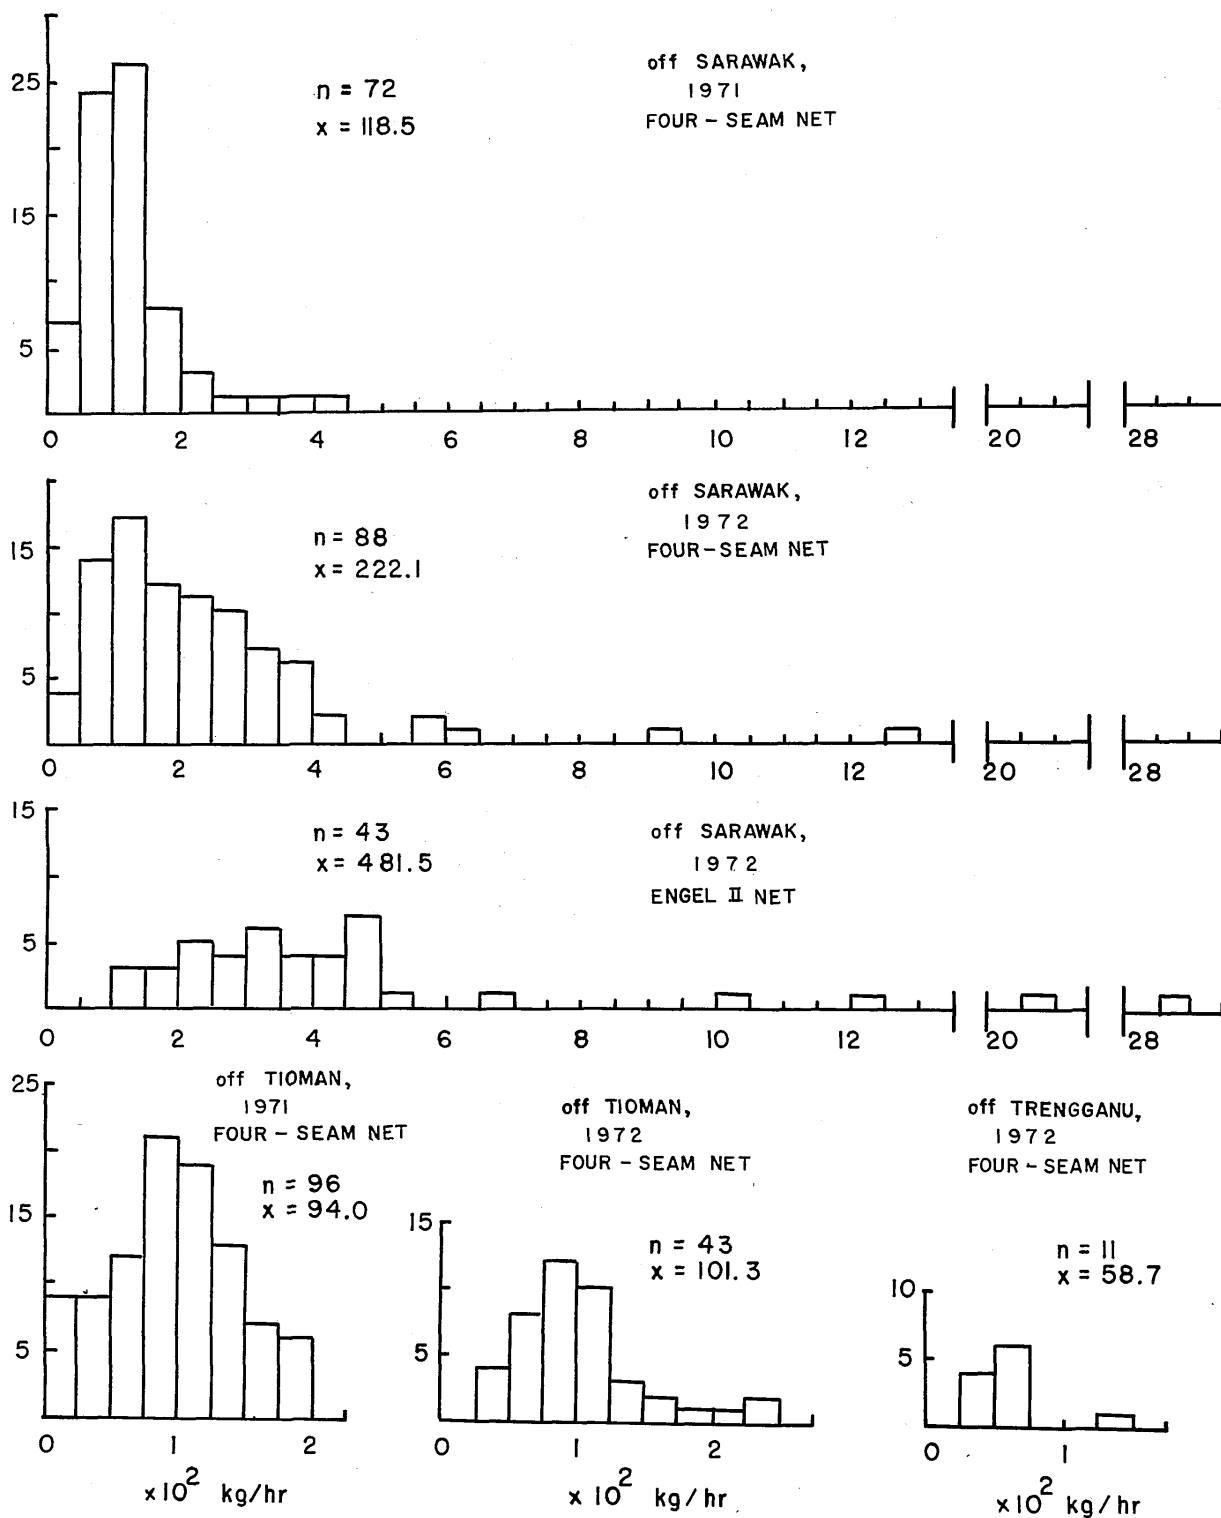 25
15
5
n = 72
x = 118.5
off SARAWAK,
1971
FOUR - SEAM NET
0 2 4 6 8 10 12 20 28
15
5
n = 88
x = 222.1
off SARAWAK,
1972
FOUR-SEAM NET
0 2 4 6 8 10 12 20 28
15
5
n = 43
x = 481.5
off SARAWAK,
1972
ENGEL II NET
0 2 4 6 8 10 12 20 28
25
15
5
off TIOMAN,
1971
FOUR - SEAM NET
n = 96
x = 94.0
0 1 2
x10² kg/hr
off TIOMAN,
1972
FOUR - SEAM NET
15
5
n = 43
x = 101.3
0 1 2
x 10² kg/hr
off TRENGGANU,
1972
FOUR - SEAM NET
n = 11
x = 58.7
10
5
0 1
x10² kg/hr